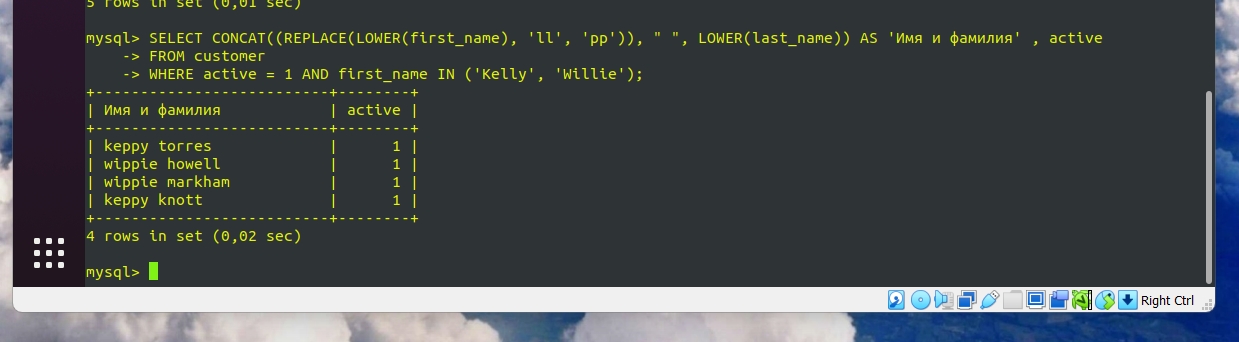 5 rows in set (0,01 sec)
mysql> SELECT CONCAT((REPLACE(LOWER(first_name), 'll', 'pp')), " ", LOWER(last_name)) AS 'Имя и фамилия' , active
    -> FROM customer
    -> WHERE active = 1 AND first_name IN ('Kelly', 'Willie');
+--------------------------+--------+
| Имя и фамилия            | active |
+--------------------------+--------+
| keppy torres             |      1 |
| wippie howell            |      1 |
| wippie markham           |      1 |
| keppy knott              |      1 |
+--------------------------+--------+
4 rows in set (0,02 sec)
mysql>
Right Ctrl